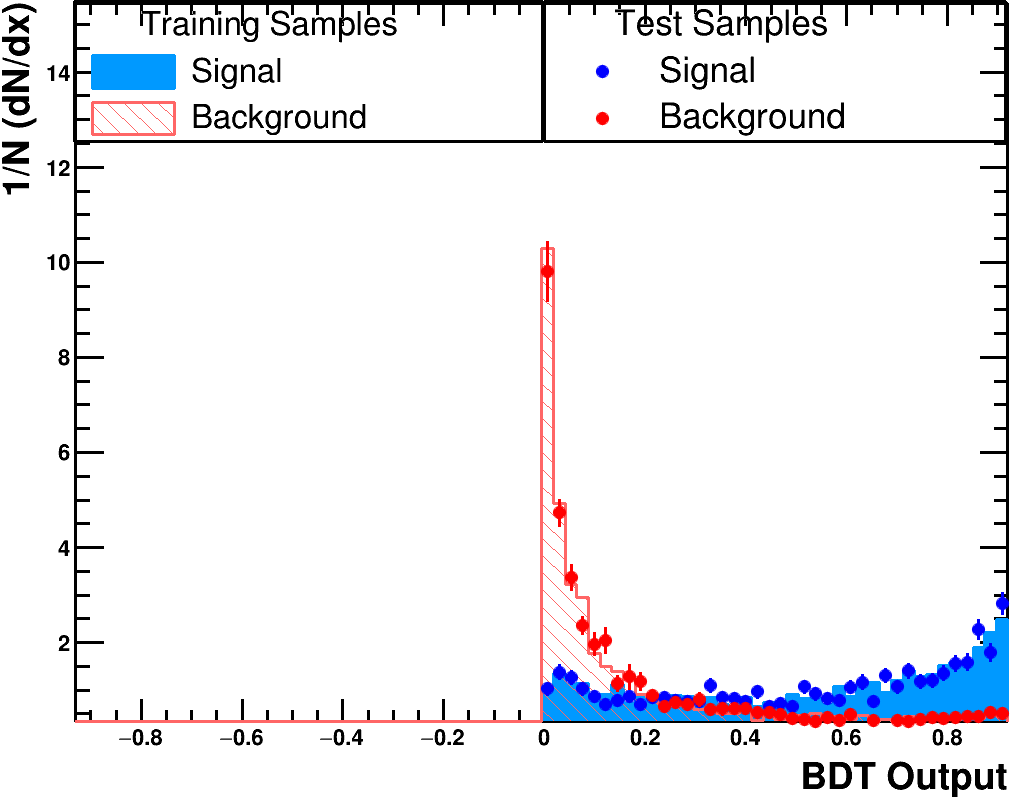 1/N (dN/dx)
Training Samples
Signal
Background
Test Samples
Signal
Background
14
12
10
8
6
4
2
−0.8 −0.6 −0.4 −0.2 0 0.2 0.4 0.6 0.8
BDT Output